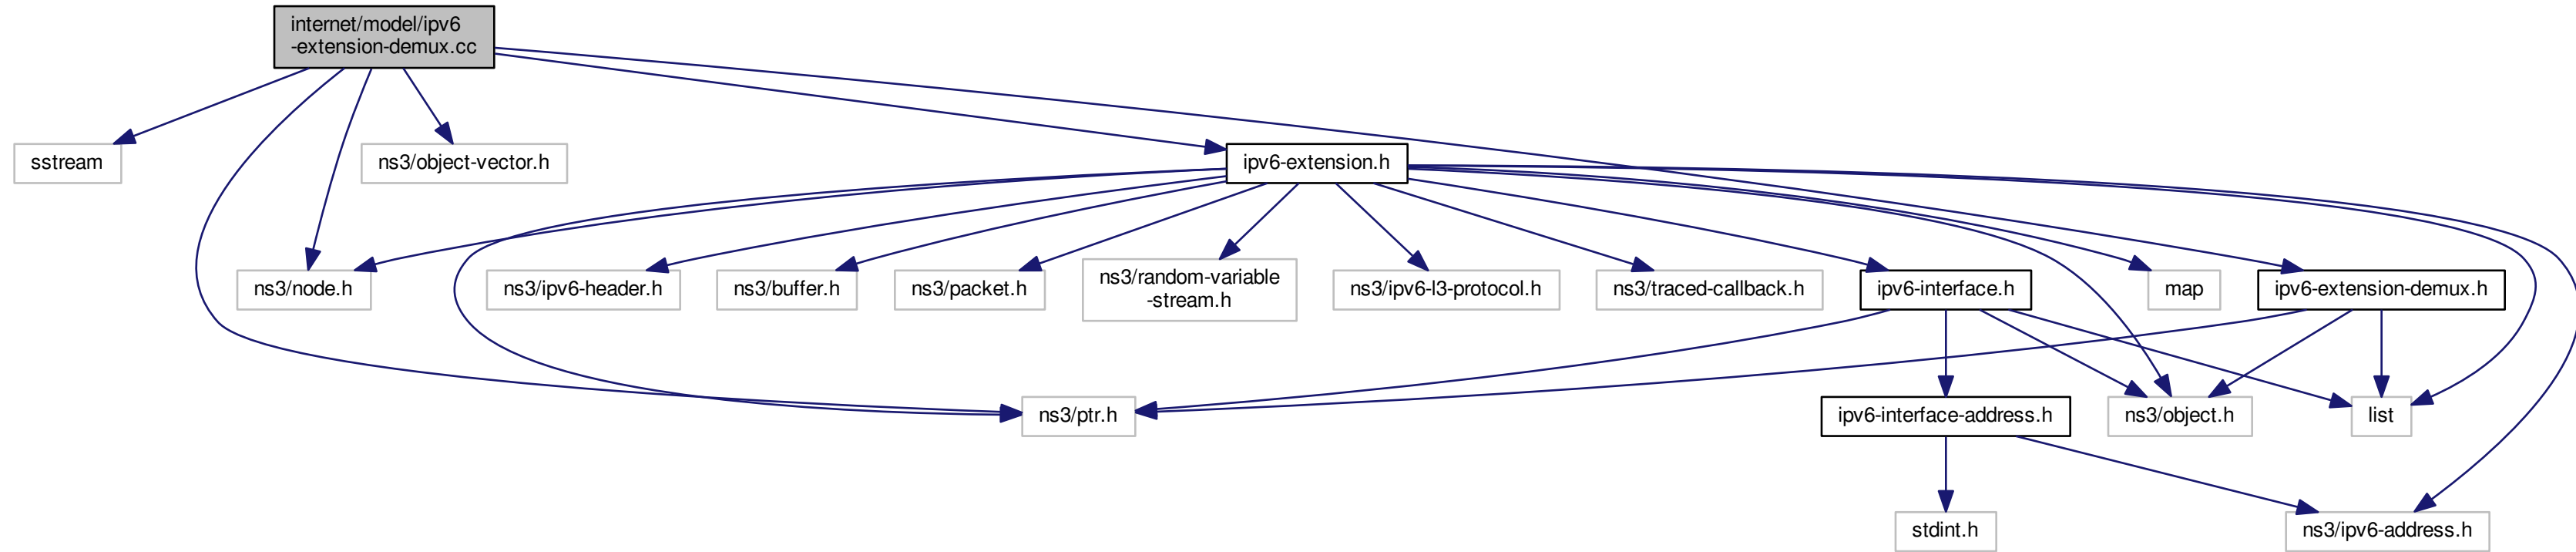 internet/model/ipv6
-extension-demux.cc
sstream
ns3/object-vector.h
ipv6-extension.h
ns3/node.h
ns3/ipv6-header.h
ns3/buffer.h
ns3/packet.h
ns3/random-variable
-stream.h
ns3/ipv6-l3-protocol.h
ns3/traced-callback.h
ipv6-interface.h
map
ipv6-extension-demux.h
ns3/ptr.h
ipv6-interface-address.h
ns3/object.h
list
stdint.h
ns3/ipv6-address.h